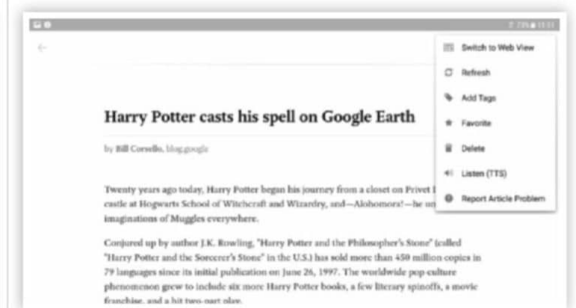 Switch to Web View
Refresh
Add Tags
Favorite
Delete
Listen (TTS)
Report Article Problem
Harry Potter casts his spell on Google Earth
by Bill Corsello, blog.google
Twenty years ago today, Harry Potter began his journey from a closet on Privet
castle at Hogwarts School of Witchcraft and Wizardry, and—Alohomora!—he
imaginations of Muggles everywhere.
Conjured up by author J.K. Rowling, "Harry Potter and the Philosopher's Stone" (called
"Harry Potter and the Sorcerer's Stone" in the U.S.) has sold more than 450 million copies in
79 languages since its initial publication on June 26, 1997. The worldwide pop culture
phenomenon grew to include six more Harry Potter books, a few literary spinoffs, a movie
franchise, and a hit two-part play.